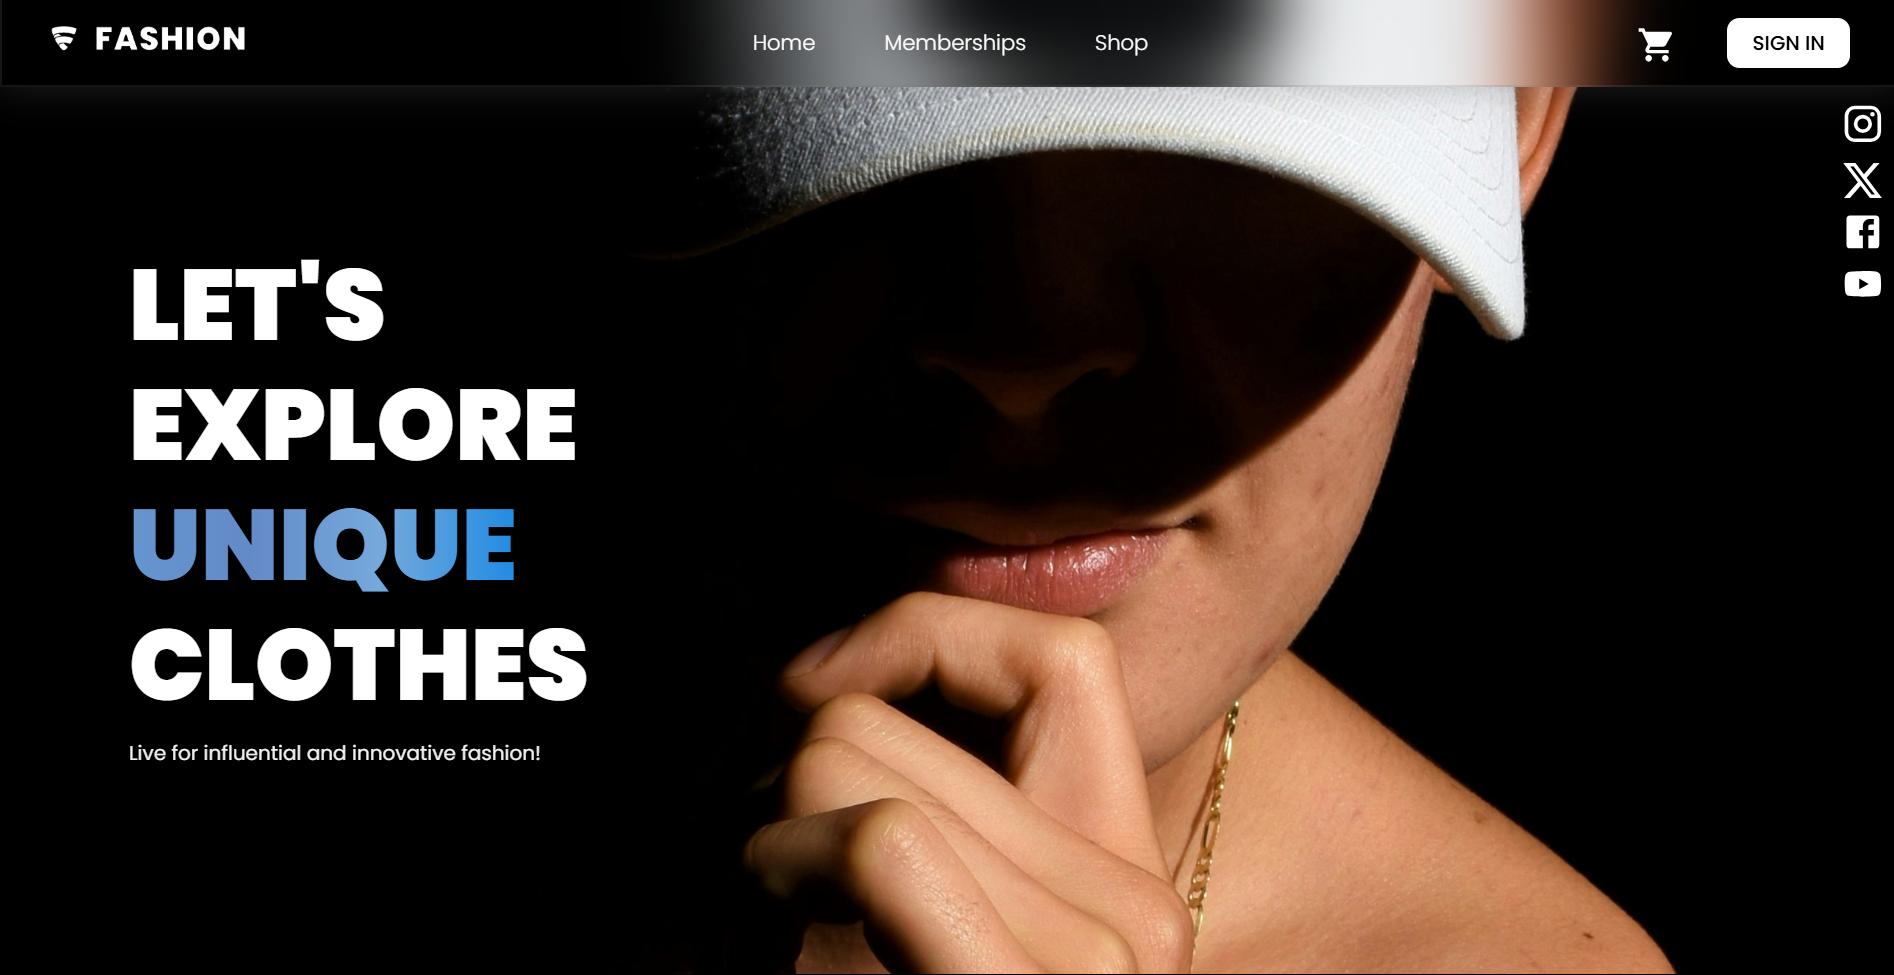 FASHION
Home Memberships Shop
SIGN IN
LET'S
EXPLORE
UNIQUE
CLOTHES
Live for influential and innovative fashion!